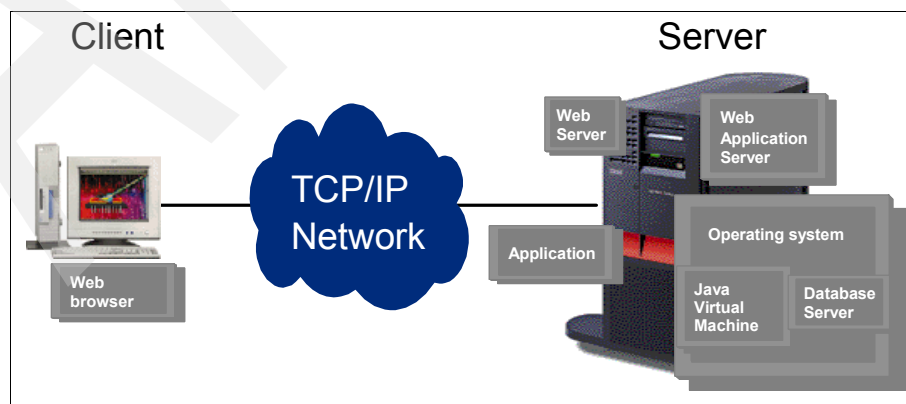 Client
Server
Web
Server
Web
Application
Server
TCP/IP
Network
Application
Operating system
Web
browser
Java
Virtual
Machine
Database
Server